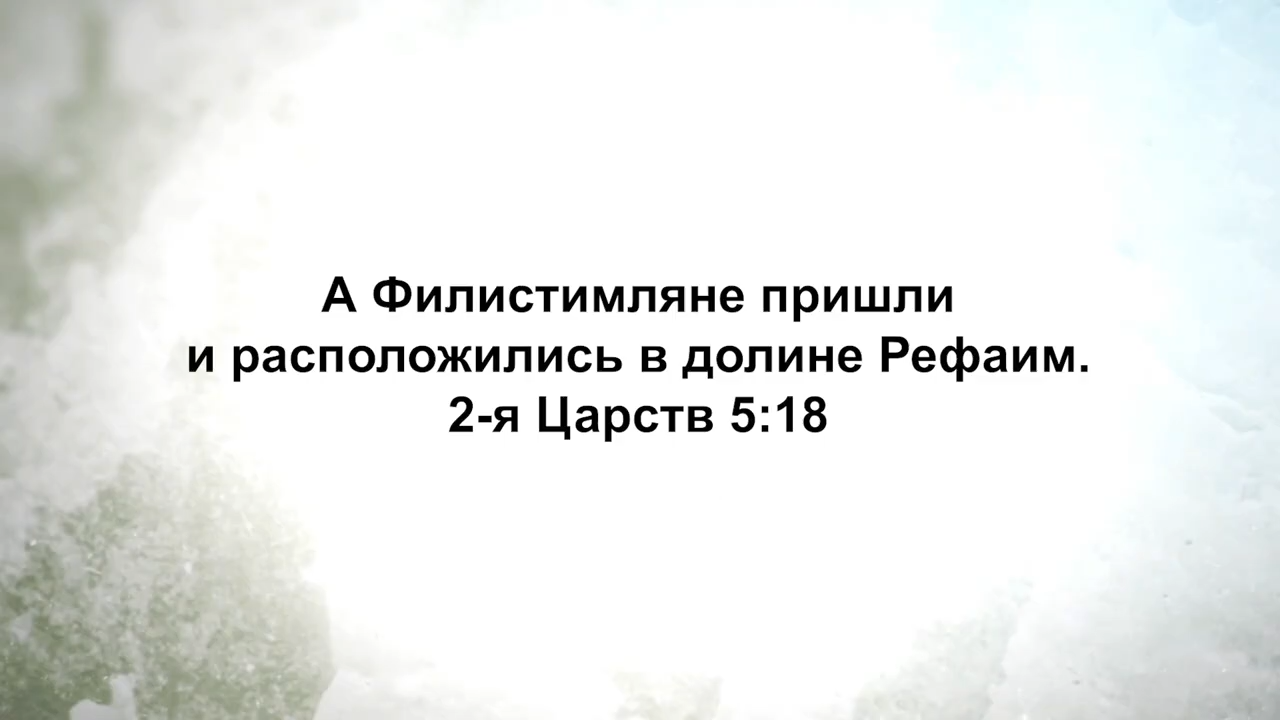 А Филистимляне пришли
и расположились в долине Рефаим.
2-я Царств 5:18